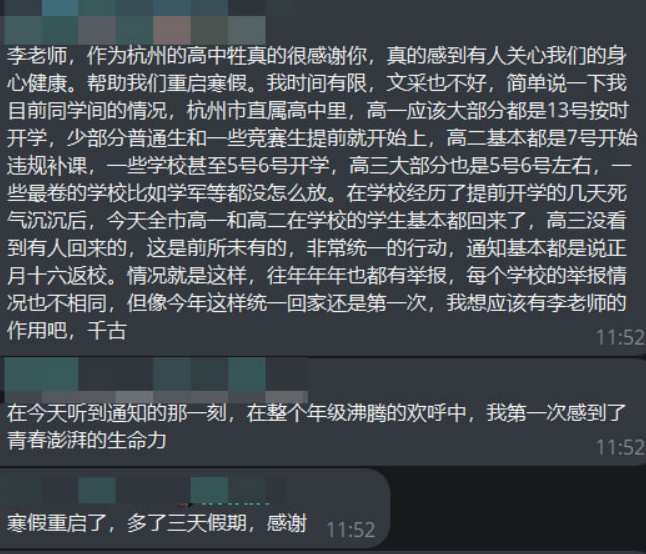 李老师，作为杭州的高中牲真的很感谢你，真的感到有人关心我们的身
心健康。帮助我们重启寒假。我时间有限，文采也不好，简单说一下我
目前同学间的情况，杭州市直属高中里，高一应该大部分都是13号按时
开学，少部分普通生和一些竞赛生提前就开始上，高二基本都是7号开始
违规补课，一些学校甚至5号6号开学，高三大部分也是5号6号左右，一
些最卷的学校比如学军等都没怎么放。在学校经历了提前开学的几天死
气沉沉后，今天全市高一和高二在学校的学生基本都回来了，高三没看
到有人回来的，这是前所未有的，非常统一的行动，通知基本都是说正
月十六返校。情况就是这样，往年年年也都有举报，每个学校的举报情
况也不相同，但像今年这样统一回家还是第一次，我想应该有李老师的
作用吧，千古
11:52
在今天听到通知的那一刻，在整个年级沸腾的欢呼中，我第一次感到了
青春澎湃的生命力
11:52
寒假重启了，多了三天假期，感谢
11:52